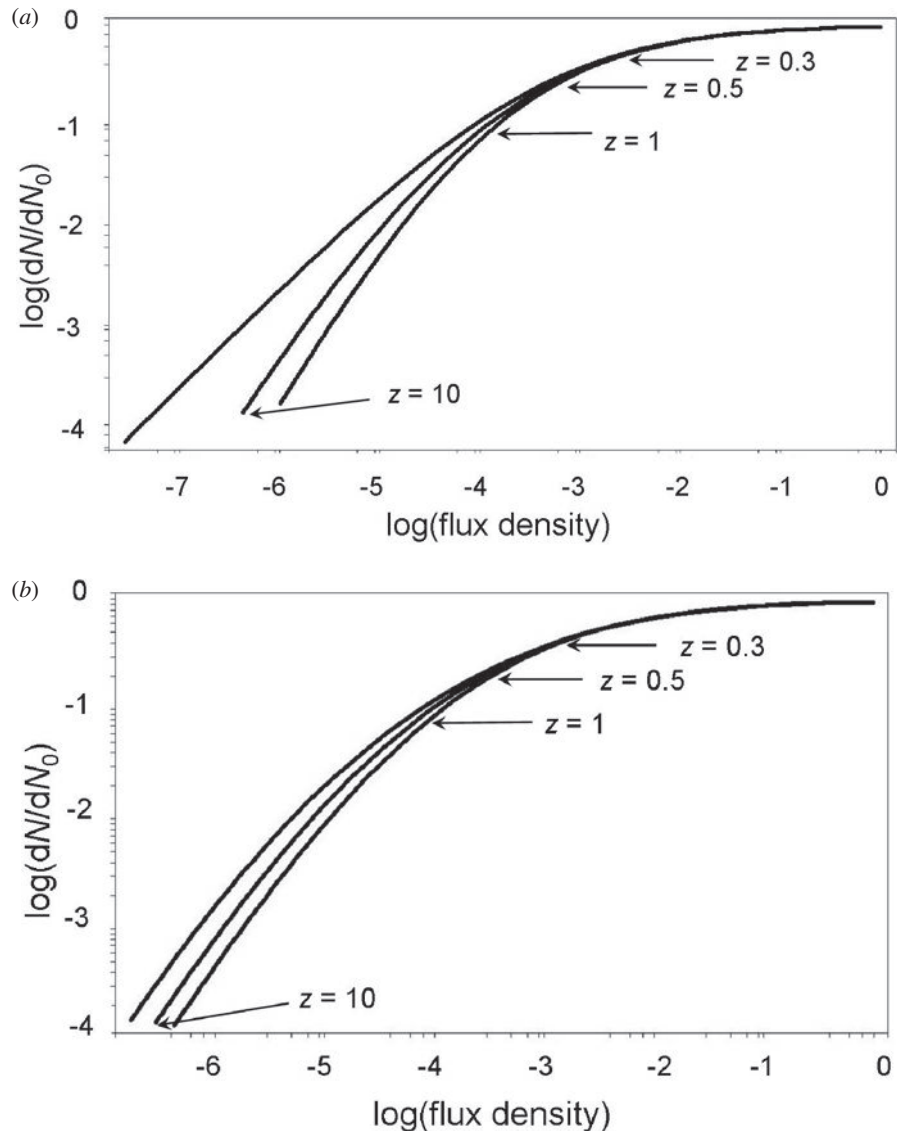 (a)
0
-1
-2
-3
-4
log(dN/dN₀)
z = 0.3
z = 0.5
z = 1
z = 10
-7 -6 -5 -4 -3 -2 -1 0
log(flux density)
(b)
0
-1
-2
-3
-4
log(dN/dN₀)
z = 0.3
z = 0.5
z = 1
z = 10
-6 -5 -4 -3 -2 -1 0
log(flux density)